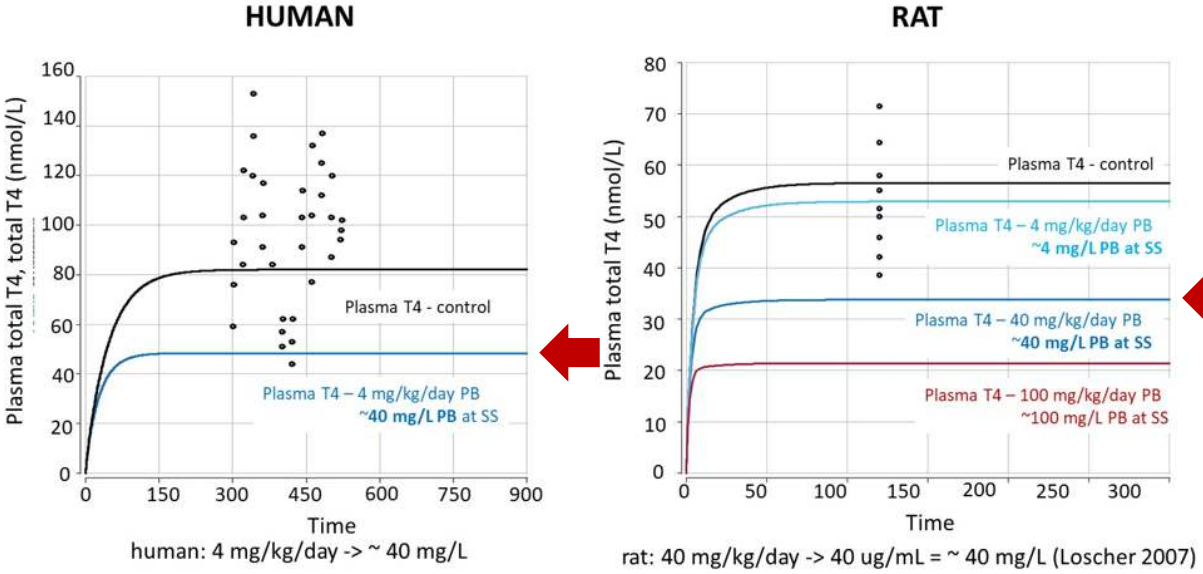 HUMAN
Plasma total T4, total T4 (nmol/L)
160
140
120
100
80
60
40
20
0
Plasma T4 - control
Plasma T4 – 4 mg/kg/day PB
~40 mg/L PB at SS
0 150 300 450 600 750 900
Time
human: 4 mg/kg/day -> ~ 40 mg/L
RAT
Plasma total T4 (nmol/L)
80
70
60
50
40
30
20
10
0
Plasma T4 - control
Plasma T4 – 4 mg/kg/day PB
~4 mg/L PB at SS
Plasma T4 – 40 mg/kg/day PB
~40 mg/L PB at SS
Plasma T4 – 100 mg/kg/day PB
~100 mg/L PB at SS
0 50 100 150 200 250 300
Time
rat: 40 mg/kg/day -> 40 ug/mL = ~ 40 mg/L (Loscher 2007)